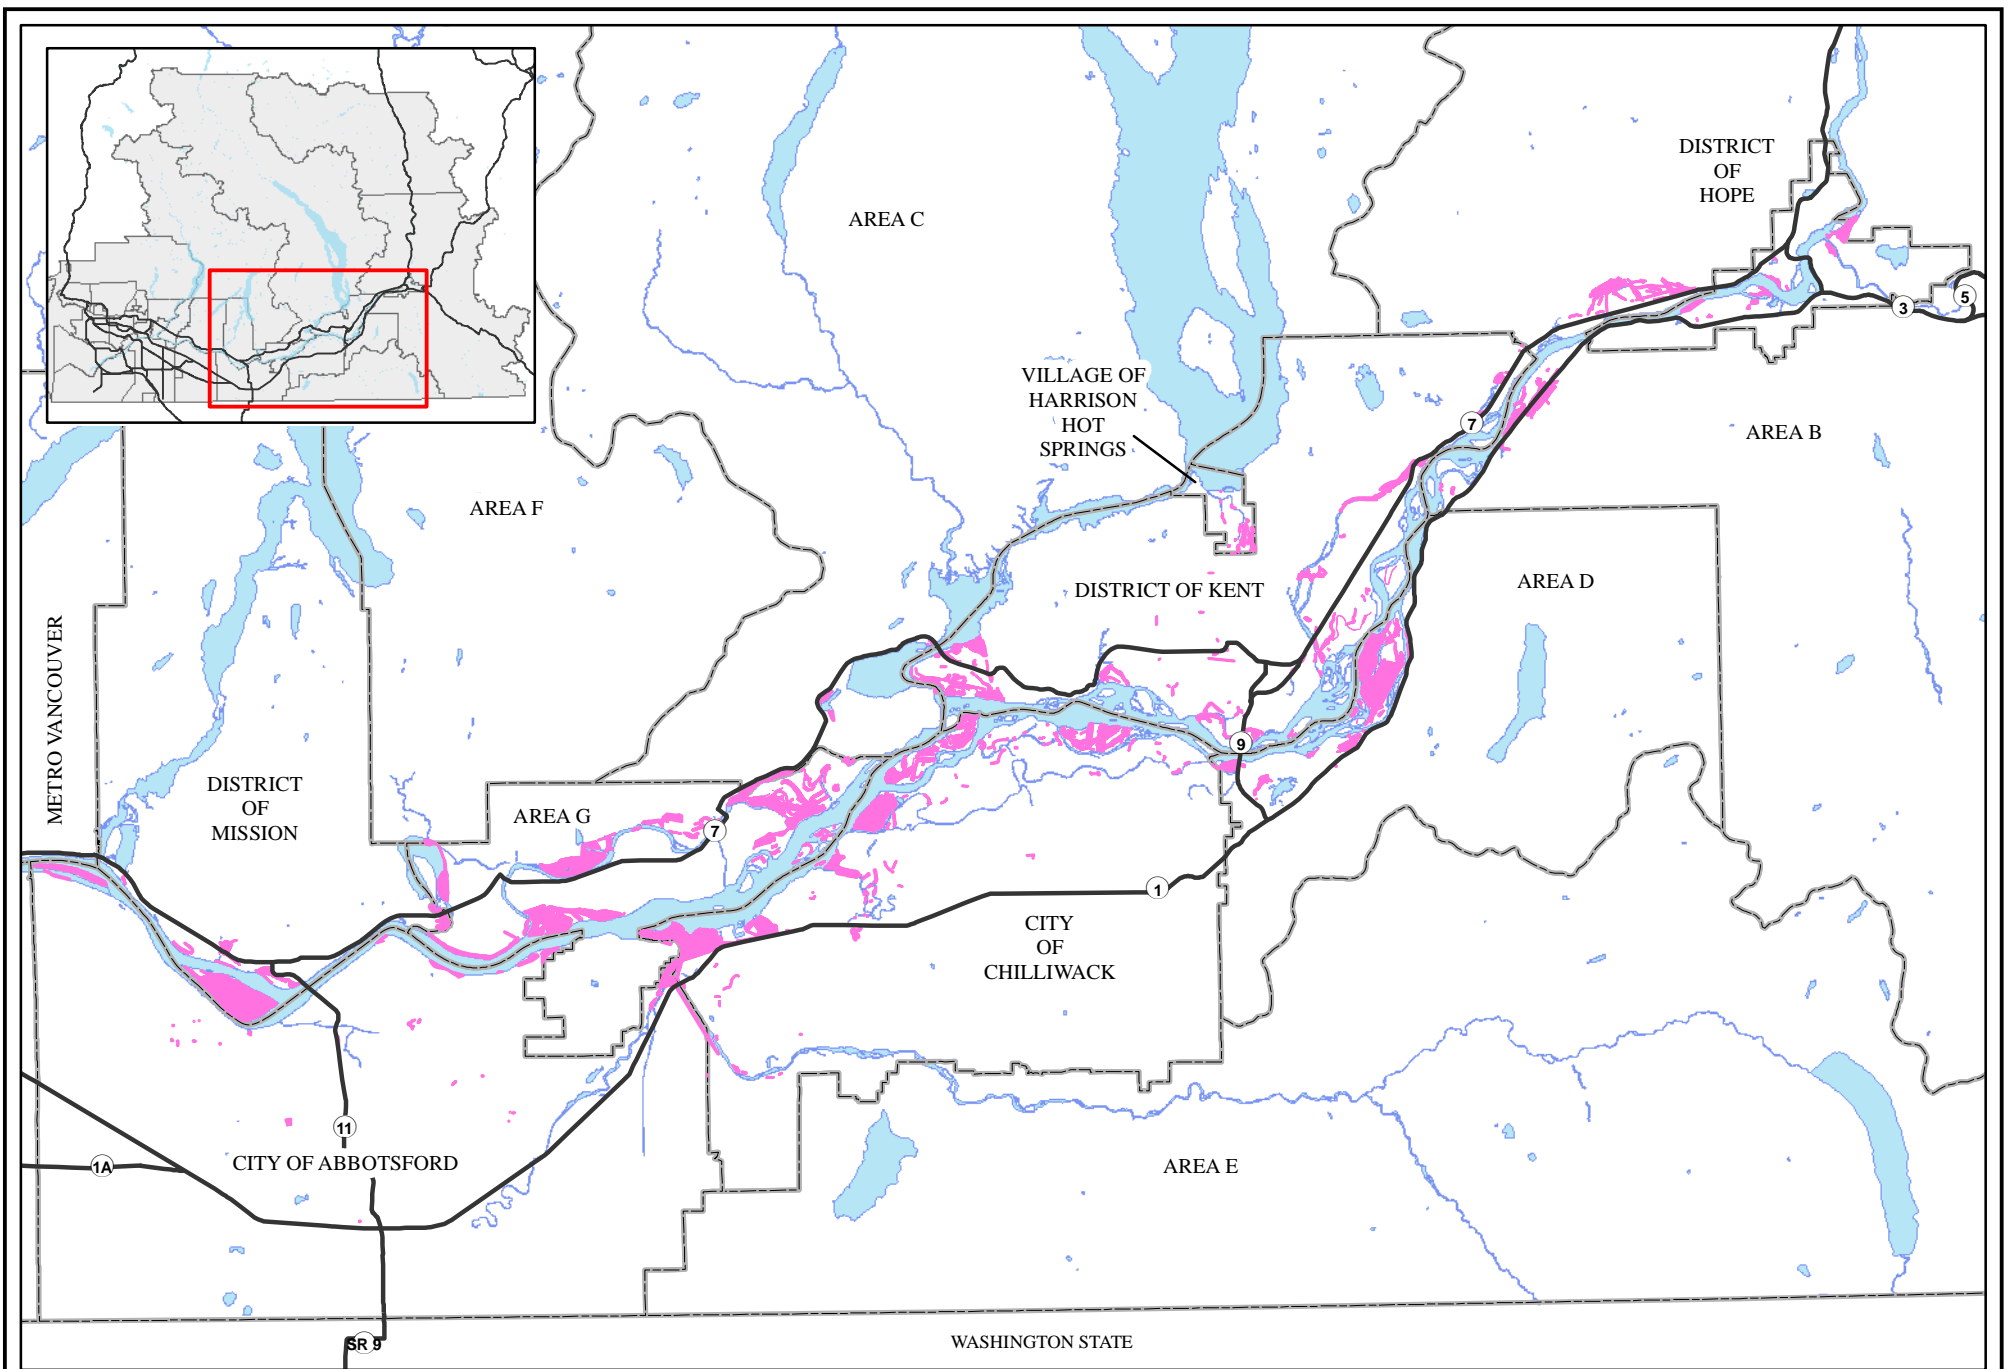 DISTRICT
OF
HOPE
AREA C
5
3
VILLAGE OF
HARRISON
HOT
SPRINGS
7
AREA B
AREA F
AREA D
DISTRICT OF KENT
METRO VANCOUVER
9
DISTRICT
OF
MISSION
AREA G
7
1
CITY
OF
CHILLIWACK
11
1A
CITY OF ABBOTSFORD
AREA E
SR 9
WASHINGTON STATE